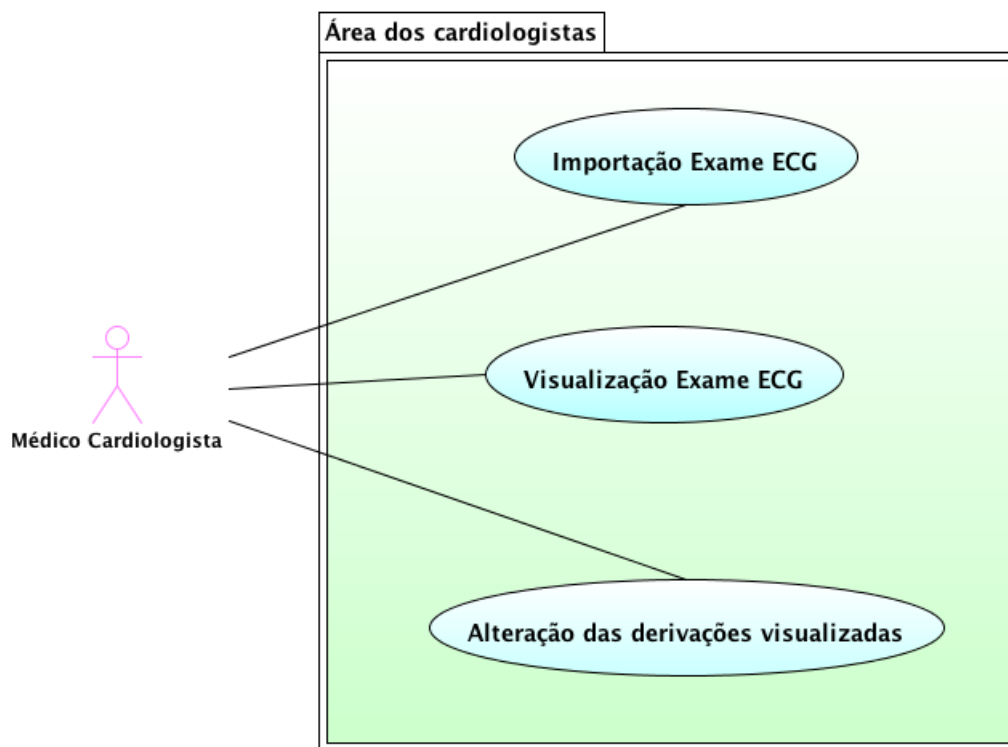 Área dos cardiologistas
Importação Exame ECG
Visualização Exame ECG
Médico Cardiologista
Alteração das derivações visualizadas